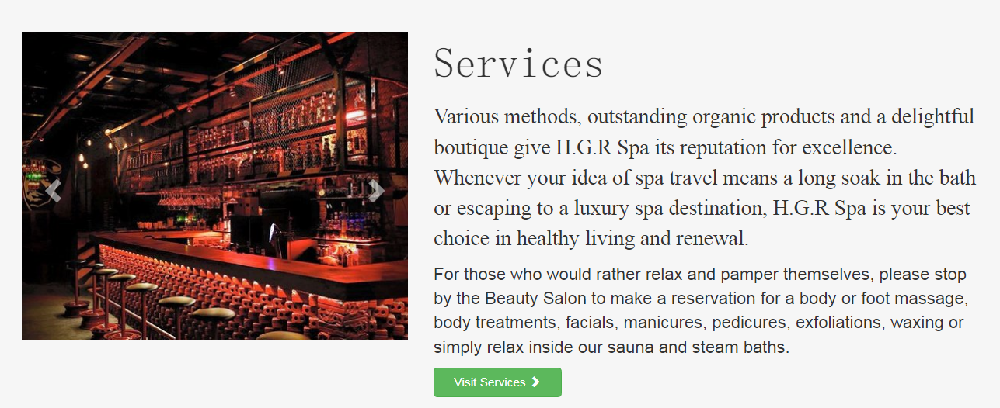 Services
Various methods, outstanding organic products and a delightful
boutique give H.G.R Spa its reputation for excellence.
Whenever your idea of spa travel means a long soak in the bath
or escaping to a luxury spa destination, H.G.R Spa is your best
choice in healthy living and renewal.
For those who would rather relax and pamper themselves, please stop
by the Beauty Salon to make a reservation for a body or foot massage,
body treatments, facials, manicures, pedicures, exfoliations, waxing or
simply relax inside our sauna and steam baths.
Visit Services